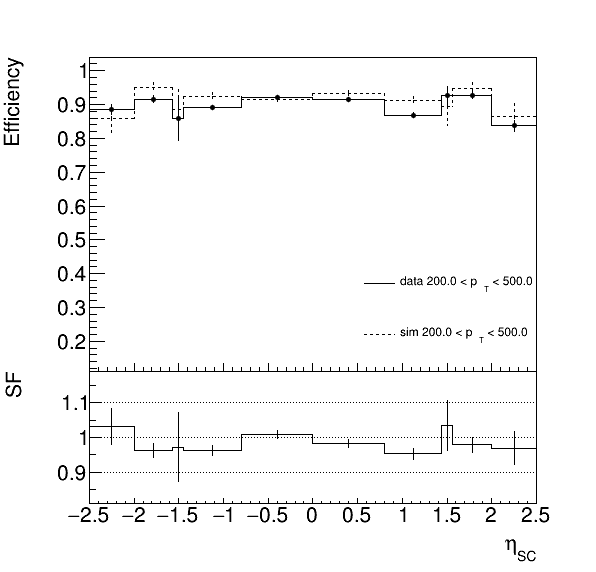 Efficiency
1
0.9
0.8
0.7
0.6
0.5
0.4
0.3
0.2
data 200.0 < p T < 500.0
sim 200.0 < p T < 500.0
SF
1.1
1
0.9
−2.5 −2 −1.5 −1 −0.5 0 0.5 1 1.5 2 2.5
ηSC